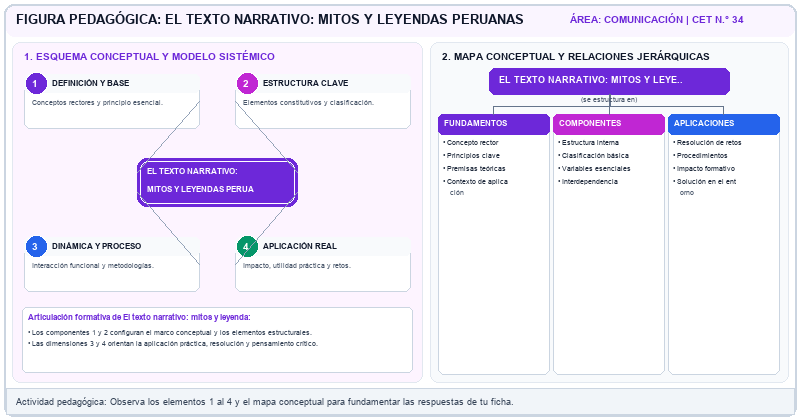 FIGURA PEDAGÓGICA: EL TEXTO NARRATIVO: MITOS Y LEYENDAS PERUANAS
ÁREA: COMUNICACIÓN | CET N.° 34
1. ESQUEMA CONCEPTUAL Y MODELO SISTÉMICO
1 DEFINICIÓN Y BASE
Conceptos rectores y principio esencial.
2 ESTRUCTURA CLAVE
Elementos constitutivos y clasificación.
EL TEXTO NARRATIVO:
MITOS Y LEYENDAS PERUA
3 DINÁMICA Y PROCESO
Interacción funcional y metodologías.
4 APLICACIÓN REAL
Impacto, utilidad práctica y retos.
Articulación formativa de El texto narrativo: mitos y leyenda:
• Los componentes 1 y 2 configuran el marco conceptual y los elementos estructurales.
• Las dimensiones 3 y 4 orientan la aplicación práctica, resolución y pensamiento crítico.
2. MAPA CONCEPTUAL Y RELACIONES JERÁRQUICAS
EL TEXTO NARRATIVO: MITOS Y LEYE..
(se estructura en)
FUNDAMENTOS
• Concepto rector
• Principios clave
• Premisas teóricas
• Contexto de aplica
ción
COMPONENTES
• Estructura interna
• Clasificación básica
• Variables esenciales
• Interdependencia
APLICACIONES
• Resolución de retos
• Procedimientos
• Impacto formativo
• Solución en el ent
orno
Actividad pedagógica: Observa los elementos 1 al 4 y el mapa conceptual para fundamentar las respuestas de tu ficha.